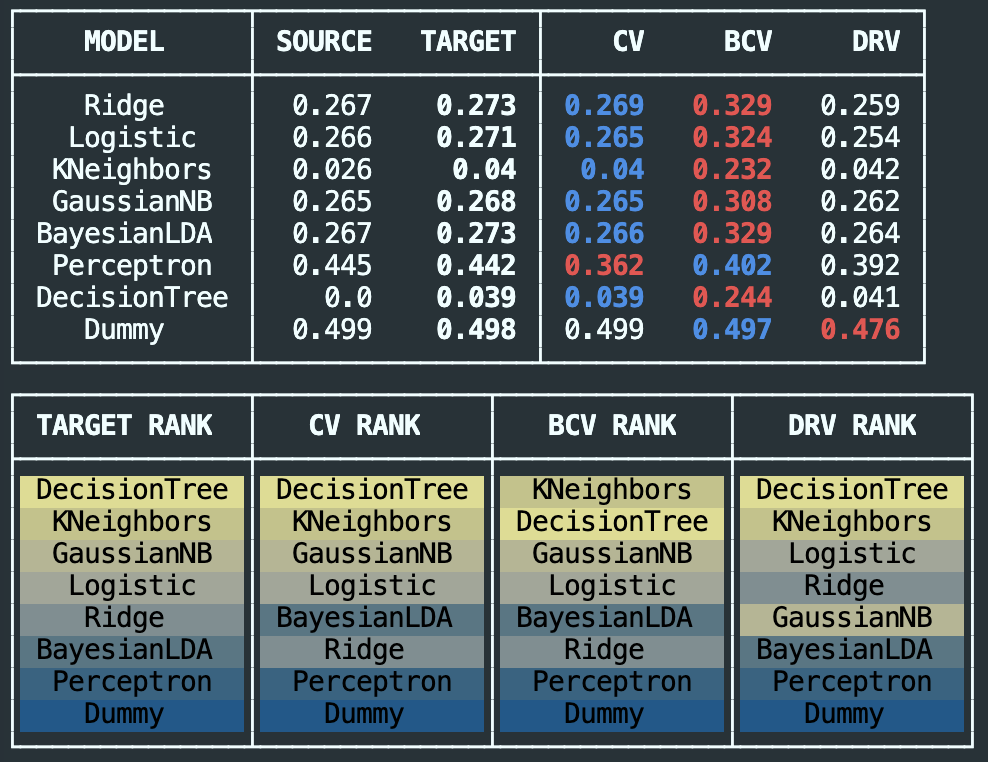 MODEL SOURCE TARGET CV BCV DRV
Ridge 0.267 0.273 0.269 0.329 0.259
Logistic 0.266 0.271 0.265 0.324 0.254
KNeighbors 0.026 0.04 0.04 0.232 0.042
GaussianNB 0.265 0.268 0.265 0.308 0.262
BayesianLDA 0.267 0.273 0.266 0.329 0.264
Perceptron 0.445 0.442 0.362 0.402 0.392
DecisionTree 0.0 0.039 0.039 0.244 0.041
Dummy 0.499 0.498 0.499 0.497 0.476
TARGET RANK CV RANK BCV RANK DRV RANK
DecisionTree DecisionTree KNeighbors DecisionTree
KNeighbors KNeighbors DecisionTree KNeighbors
GaussianNB GaussianNB GaussianNB Logistic
Logistic Logistic Logistic Ridge
Ridge BayesianLDA BayesianLDA GaussianNB
BayesianLDA Ridge Ridge BayesianLDA
Perceptron Perceptron Perceptron Perceptron
Dummy Dummy Dummy Dummy